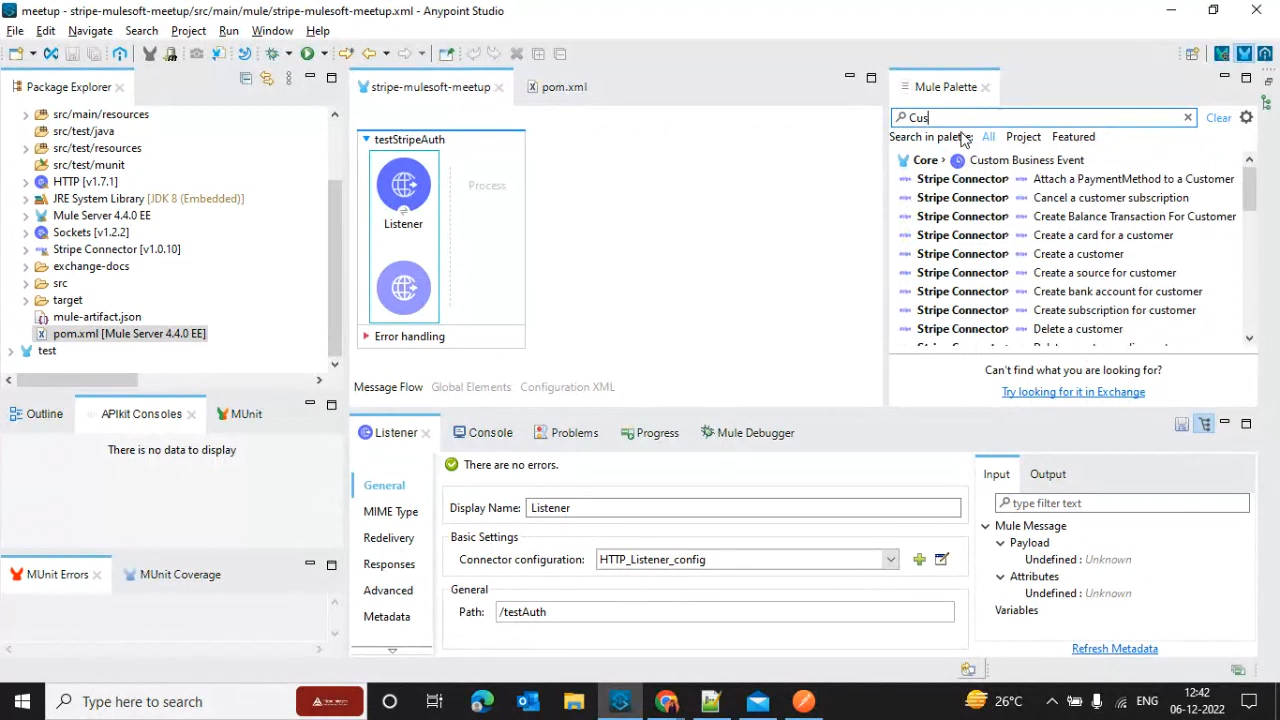 meetup - stripe-mulesoft-meetup/src/main/mule/stripe-mulesoft-meetup.xml - Anypoint Studio
File Edit Navigate Search Project Run Window Help
Package Explorer
src/main/resources
src/test/java
src/test/resources
src/test/munit
HTTP [v1.7.1]
JRE System Library [JDK 8 (Embedded)]
Mule Server 4.4.0 EE
Sockets [v1.2.2]
Stripe Connector [v1.0.10]
exchange-docs
src
target
mule-artifact.json
pom.xml [Mule Server 4.4.0 EE]
test
Outline APIkit Consoles MUnit
There is no data to display
MUnit Errors MUnit Coverage
stripe-mulesoft-meetup pom.xml
testStripeAuth
Process
Listener
Error handling
Message Flow Global Elements Configuration XML
Mule Palette
Cus Clear
Search in palette: All Project Featured
Core > Custom Business Event
Stripe Connector Attach a PaymentMethod to a Customer
Stripe Connector Cancel a customer subscription
Stripe Connector Create Balance Transaction For Customer
Stripe Connector Create a card for a customer
Stripe Connector Create a customer
Stripe Connector Create a source for customer
Stripe Connector Create bank account for customer
Stripe Connector Create subscription for customer
Stripe Connector Delete a customer
Can't find what you are looking for?
Try looking for it in Exchange
Listener Console Problems Progress Mule Debugger
There are no errors.
General
MIME Type
Redelivery
Responses
Advanced
Metadata
Display Name: Listener
Basic Settings
Connector configuration: HTTP_Listener_config
General
Path: /testAuth
Input Output
type filter text
Mule Message
Payload
Undefined : Unknown
Attributes
Undefined : Unknown
Variables
Refresh Metadata
Type here to search
26°C
ENG
06-12-2022